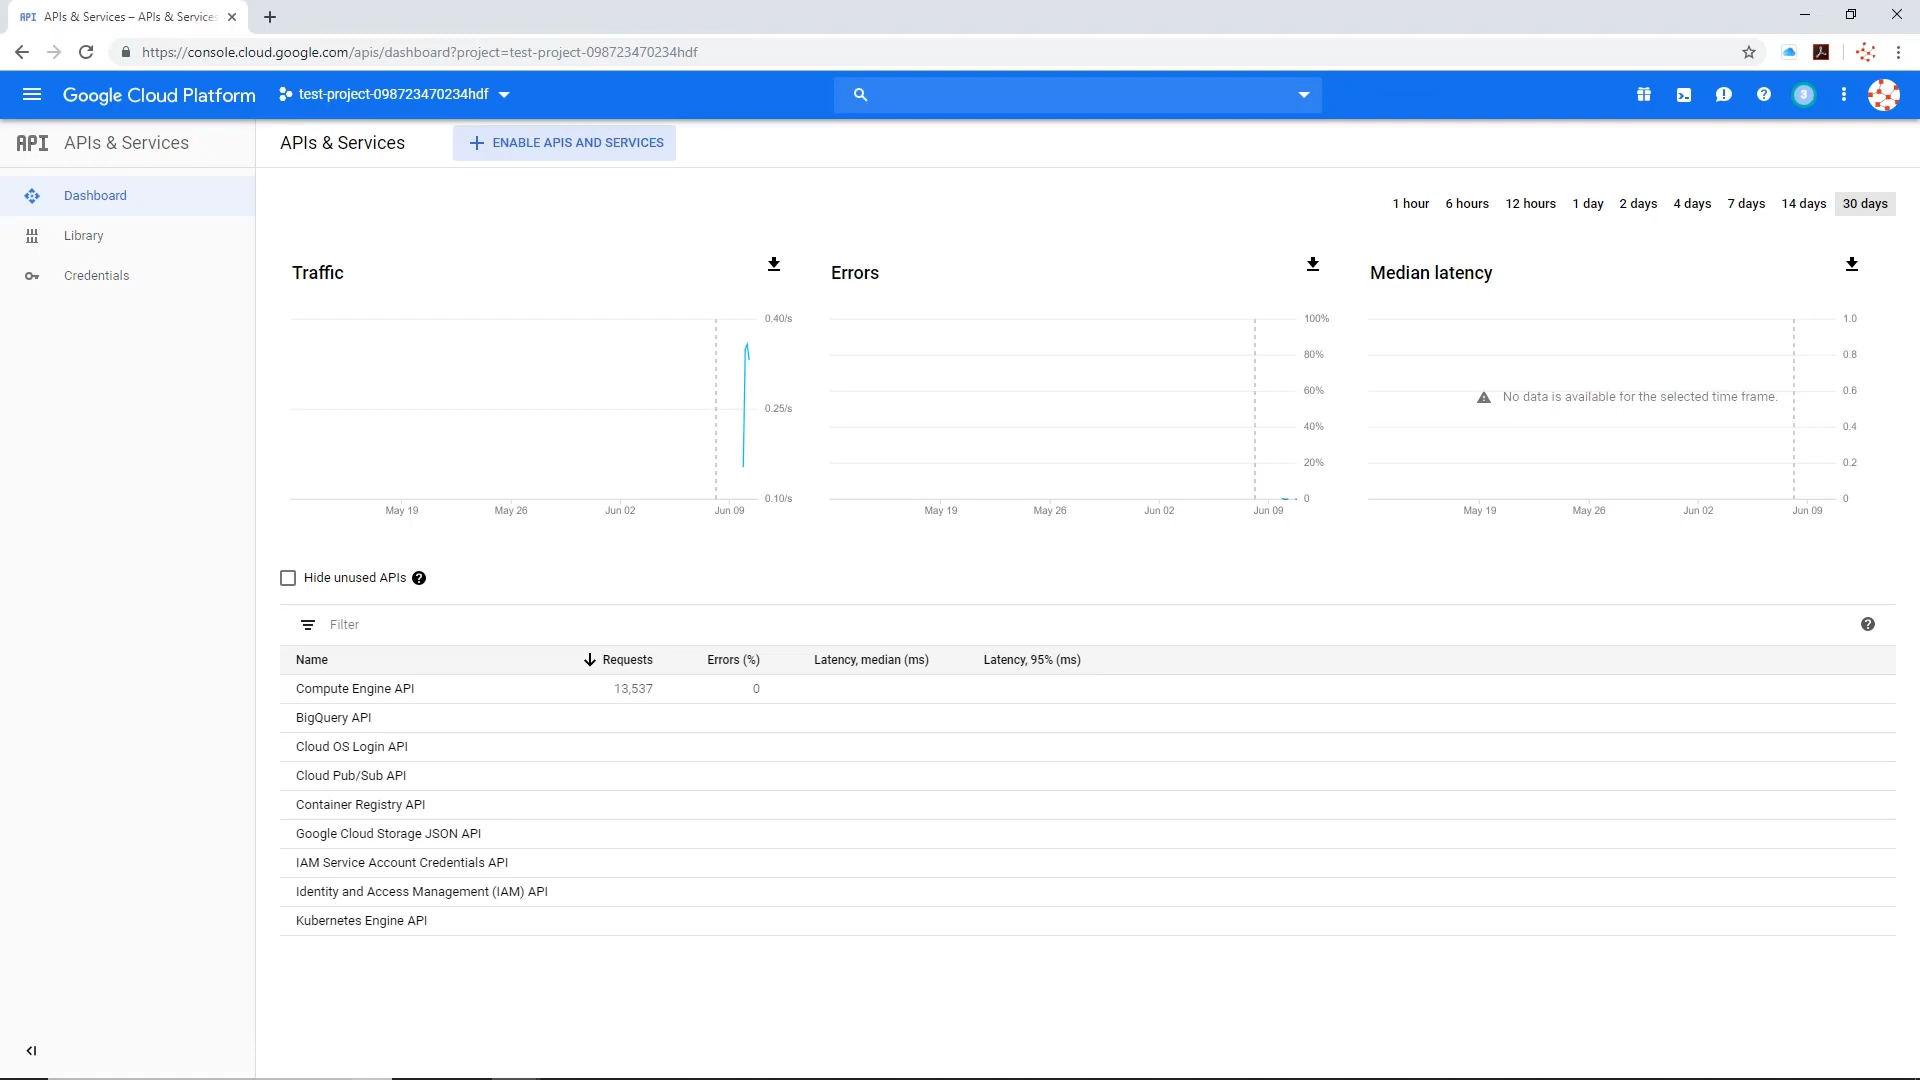 API APIs & Services – APIs & Services
https://console.cloud.google.com/apis/dashboard?project=test-project-098723470234hdf
Google Cloud Platform test-project-098723470234hdf 3
API APIs & Services
APIs & Services
ENABLE APIS AND SERVICES
Dashboard
Library
Credentials
1 hour 6 hours 12 hours 1 day 2 days 4 days 7 days 14 days 30 days
Traffic
0.40/s
0.25/s
0.10/s
May 19 May 26 Jun 02 Jun 09
Errors
100%
80%
60%
40%
20%
0
May 19 May 26 Jun 02 Jun 09
Median latency
1.0
0.8
0.6
No data is available for the selected time frame.
0.4
0.2
0
May 19 May 26 Jun 02 Jun 09
Hide unused APIs
Filter
Name Requests Errors (%) Latency, median (ms) Latency, 95% (ms)
Compute Engine API 13,537 0
BigQuery API
Cloud OS Login API
Cloud Pub/Sub API
Container Registry API
Google Cloud Storage JSON API
IAM Service Account Credentials API
Identity and Access Management (IAM) API
Kubernetes Engine API